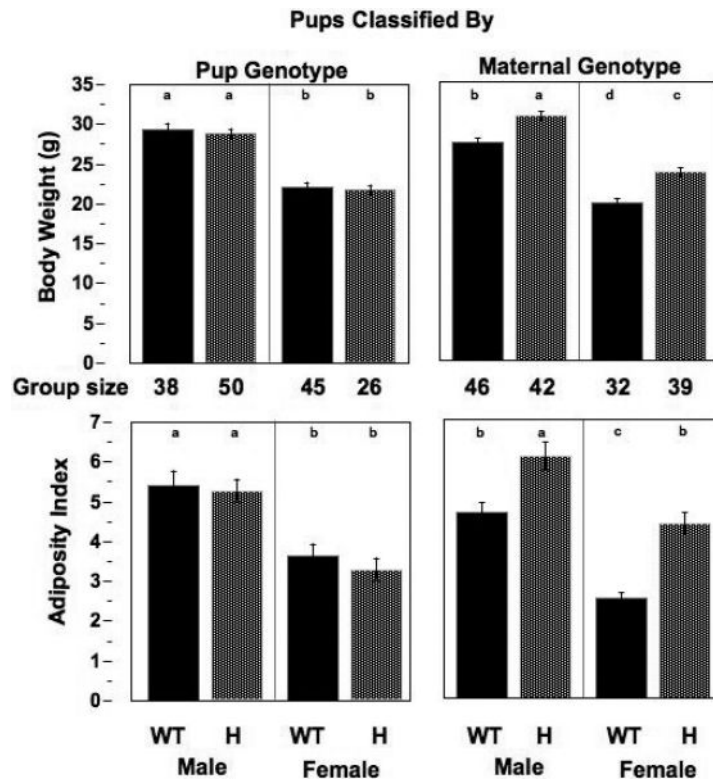 Pups Classified By
Pup Genotype
Maternal Genotype
Body Weight (g)
35
30
25
20
15
10
5
0
a a b b
b a d c
Group size 38 50 45 26 46 42 32 39
Adiposity Index
7
6
5
4
3
2
1
0
a a b b
b a c b
WT H WT H WT H WT H
Male Female Male Female